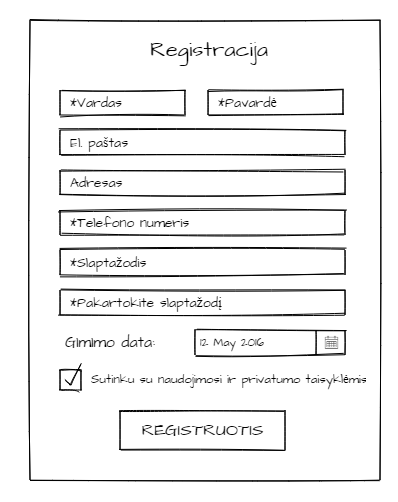 Registracija
*Vardas *Pavardė
El. paštas
Adresas
*Telefono numeris
*Slaptažodis
*Pakartokite slaptažodį
Gimimo data: 12 May 2016
Sutinku su naudojimosi ir privatumo taisyklėmis
REGISTRUOTIS